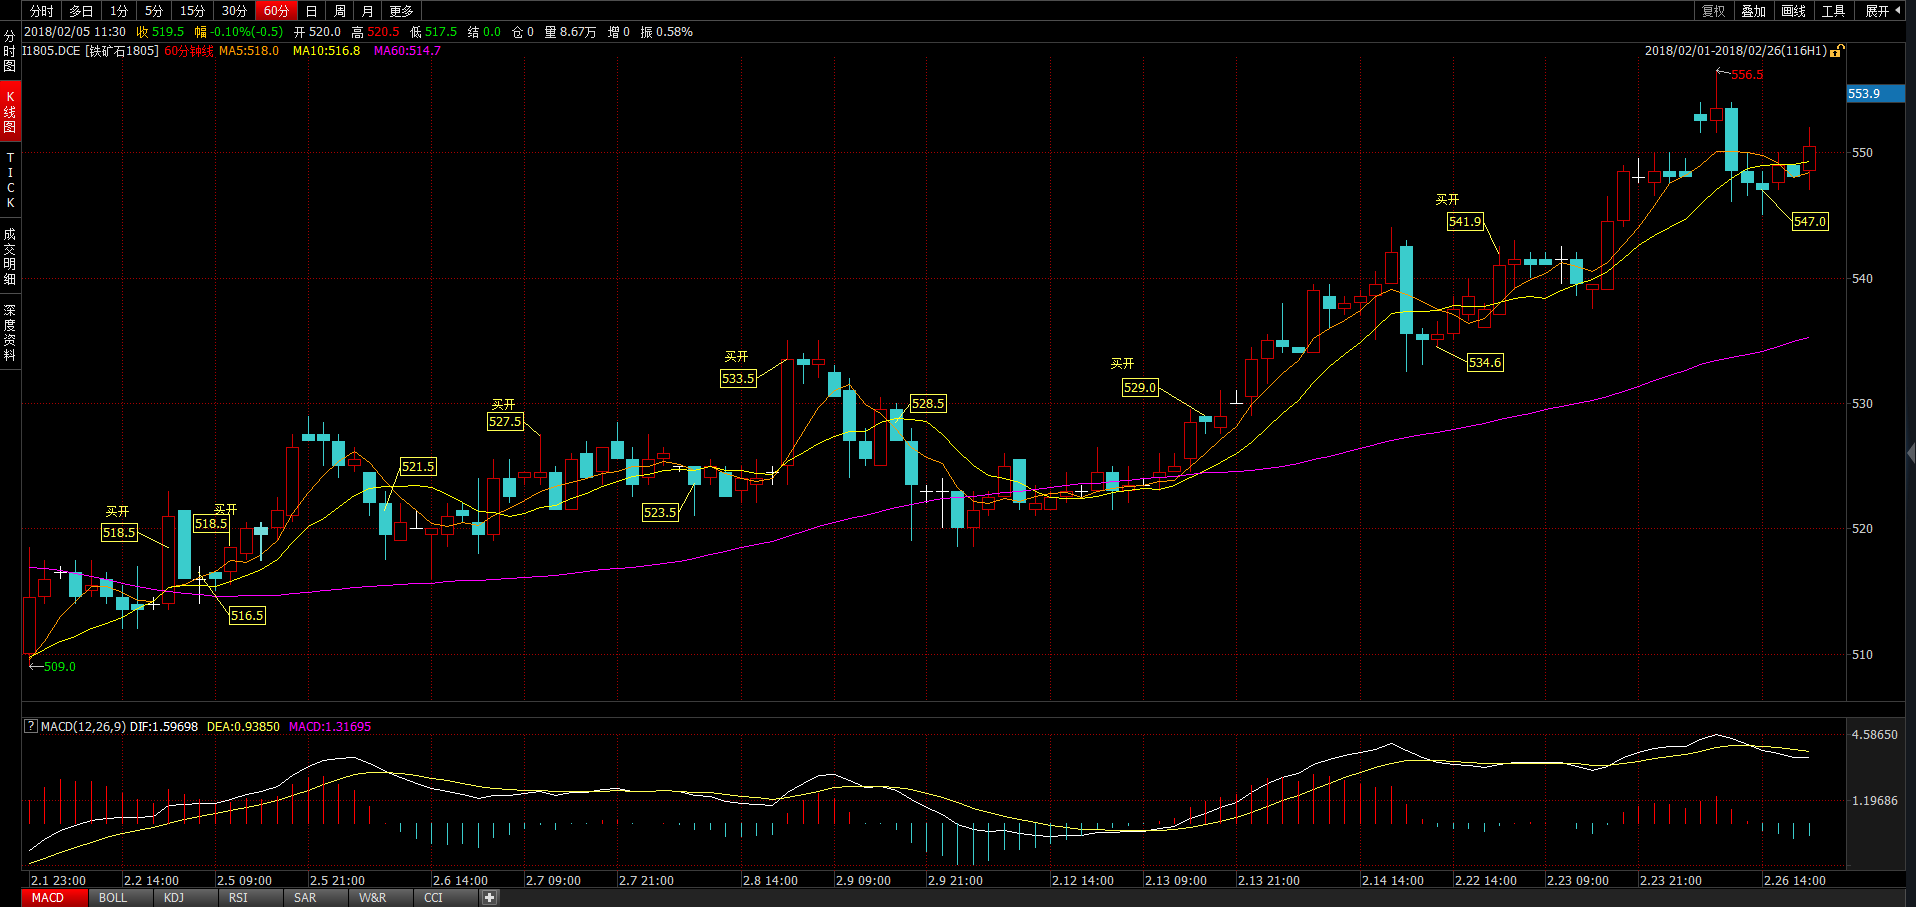 分时 多日 1分 5分 15分 30分 60分 日 周 月 更多 复权 叠加 画线 工具 展开
2018/02/05 11:30 收 519.5 幅 -0.10%(-0.5) 开 520.0 高 520.5 低 517.5 结 0.0 仓 0 量 8.67万 增 0 振 0.58%
I1805.DCE [铁矿石1805] 60分钟线 MA5:518.0 MA10:516.8 MA60:514.7 2018/02/01-2018/02/26(116H1)
分时图
K线图
TICK
成交明细
深度资料
556.5
553.9
550
540
530
520
510
买开
541.9
547.0
534.6
买开
529.0
买开
533.5
528.5
买开
527.5
523.5
521.5
买开
518.5
买开
518.5
516.5
509.0
? MACD(12,26,9) DIF:1.59698 DEA:0.93850 MACD:1.31695
4.58650
1.19686
2.1 23:00 2.2 14:00 2.5 09:00 2.5 21:00 2.6 14:00 2.7 09:00 2.7 21:00 2.8 14:00 2.9 09:00 2.9 21:00 2.12 14:00 2.13 09:00 2.13 21:00 2.14 14:00 2.22 14:00 2.23 09:00 2.23 21:00 2.26 14:00
MACD BOLL KDJ RSI SAR W&R CCI